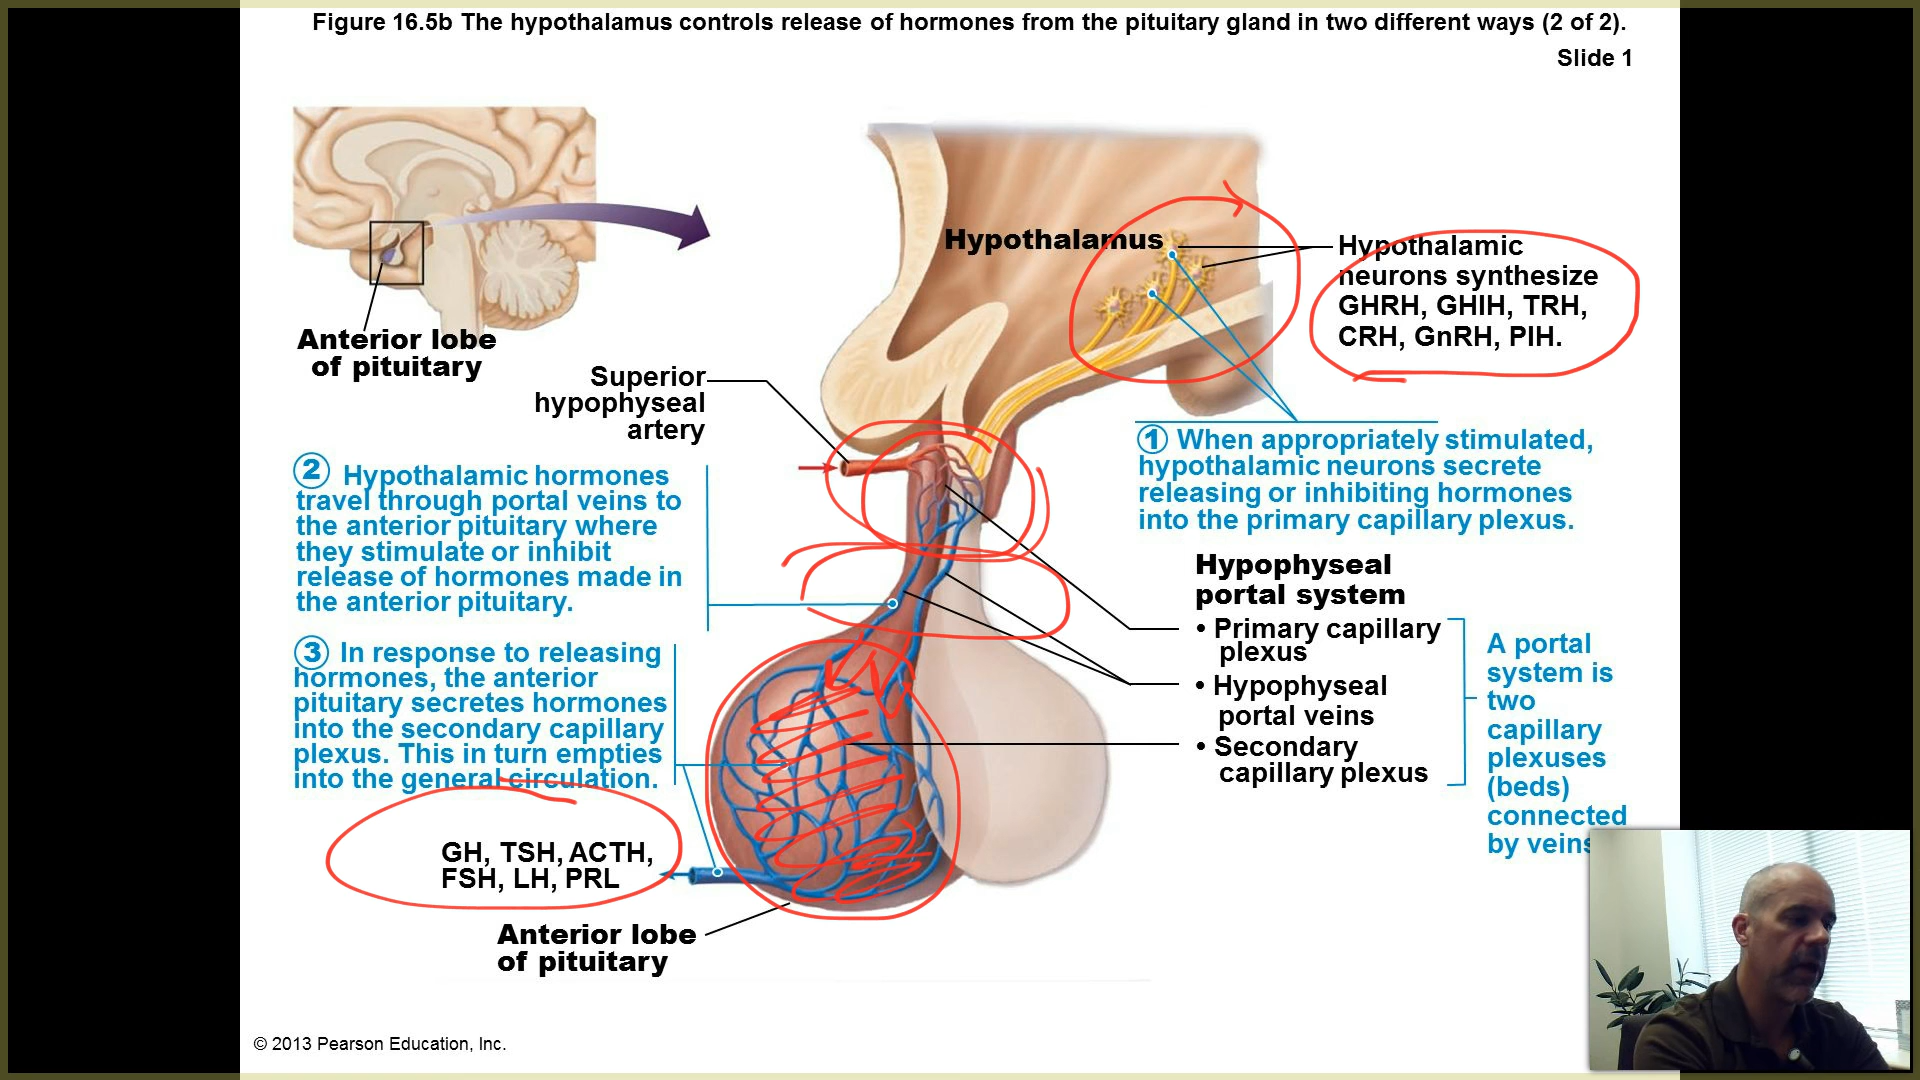 Figure 16.5b The hypothalamus controls release of hormones from the pituitary gland in two different ways (2 of 2).
Slide 1
Hypothalamus
Hypothalamic
neurons synthesize
GHRH, GHIH, TRH,
CRH, GnRH, PIH.
Anterior lobe
of pituitary
Superior
hypophyseal
artery
1 When appropriately stimulated,
hypothalamic neurons secrete
releasing or inhibiting hormones
into the primary capillary plexus.
2 Hypothalamic hormones
travel through portal veins to
the anterior pituitary where
they stimulate or inhibit
release of hormones made in
the anterior pituitary.
Hypophyseal
portal system
• Primary capillary
plexus
• Hypophyseal
portal veins
• Secondary
capillary plexus
A portal
system is
two
capillary
plexuses
(beds)
connected
by veins
3 In response to releasing
hormones, the anterior
pituitary secretes hormones
into the secondary capillary
plexus. This in turn empties
into the general circulation.
GH, TSH, ACTH,
FSH, LH, PRL
Anterior lobe
of pituitary
© 2013 Pearson Education, Inc.